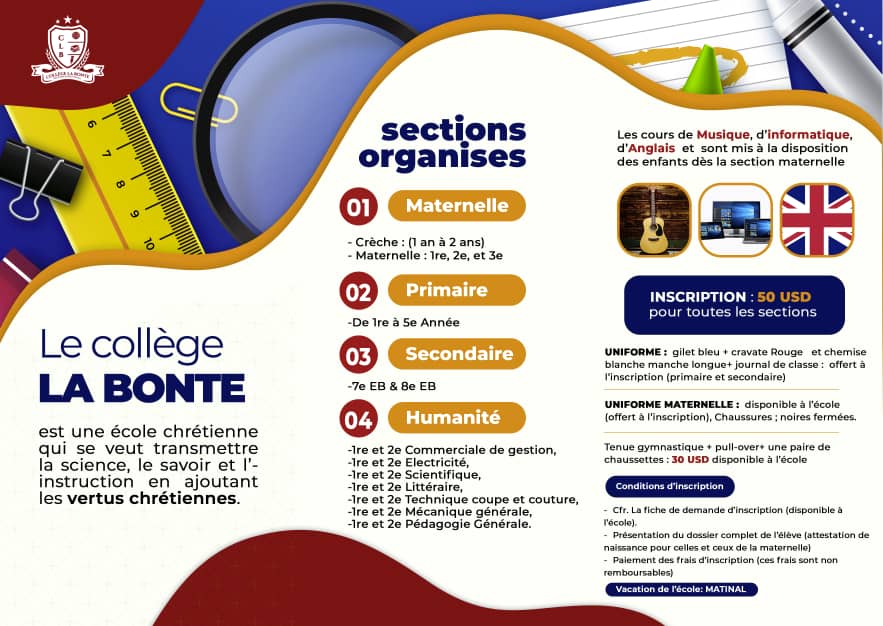 CLB
COLLÈGE LA BONTE
6
7
8
9
10
Le collège
LA BONTE
est une école chrétienne
qui se veut transmettre
la science, le savoir et l'-
instruction en ajoutant
les vertus chrétiennes.
sections
organises
01 Maternelle
- Crèche : (1 an à 2 ans)
- Maternelle : 1re, 2e, et 3e
02 Primaire
-De 1re à 5e Année
03 Secondaire
-7e EB & 8e EB
04 Humanité
-1re et 2e Commerciale de gestion,
-1re et 2e Electricité,
-1re et 2e Scientifique,
-1re et 2e Littéraire,
-1re et 2e Technique coupe et couture,
-1re et 2e Mécanique générale,
-1re et 2e Pédagogie Générale.
Les cours de Musique, d'informatique,
d'Anglais et sont mis à la disposition
des enfants dès la section maternelle
INSCRIPTION : 50 USD
pour toutes les sections
UNIFORME : gilet bleu + cravate Rouge et chemise
blanche manche longue+ journal de classe : offert à
l'inscription (primaire et secondaire)
UNIFORME MATERNELLE : disponible à l'école
(offert à l'inscription), Chaussures ; noires fermées.
Tenue gymnastique + pull-over+ une paire de
chaussettes : 30 USD disponible à l'école
Conditions d'inscription
- Cfr. La fiche de demande d'inscription (disponible à
l'école).
- Présentation du dossier complet de l'élève (attestation de
naissance pour celles et ceux de la maternelle)
- Paiement des frais d'inscription (ces frais sont non
remboursables)
Vacation de l'école: MATINAL